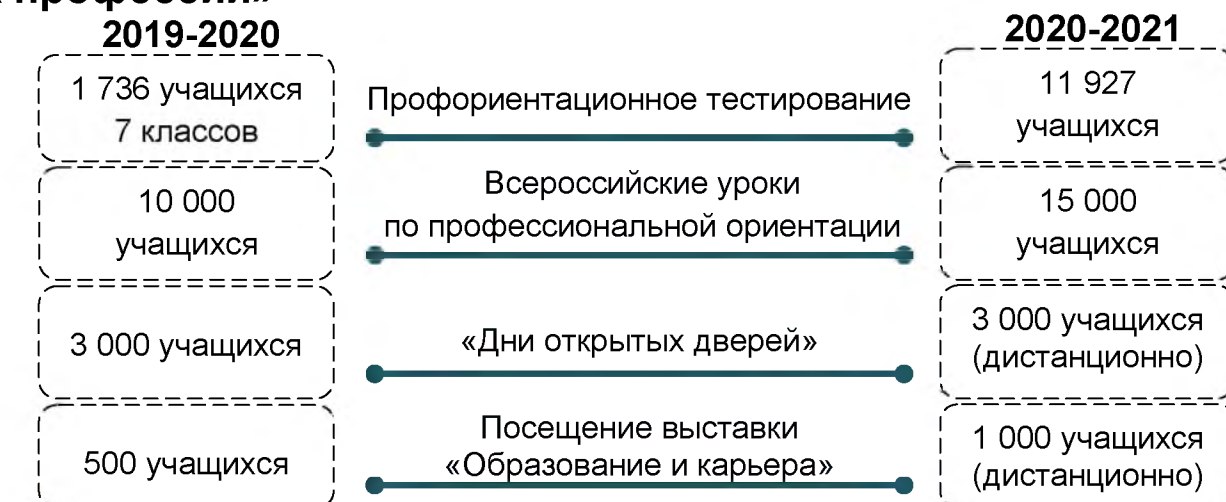 профессии»
2019-2020
2020-2021
1 736 учащихся
7 классов
Профориентационное тестирование
11 927
учащихся
10 000
учащихся
Всероссийские уроки
по профессиональной ориентации
15 000
учащихся
3 000 учащихся
«Дни открытых дверей»
3 000 учащихся
(дистанционно)
500 учащихся
Посещение выставки
«Образование и карьера»
1 000 учащихся
(дистанционно)